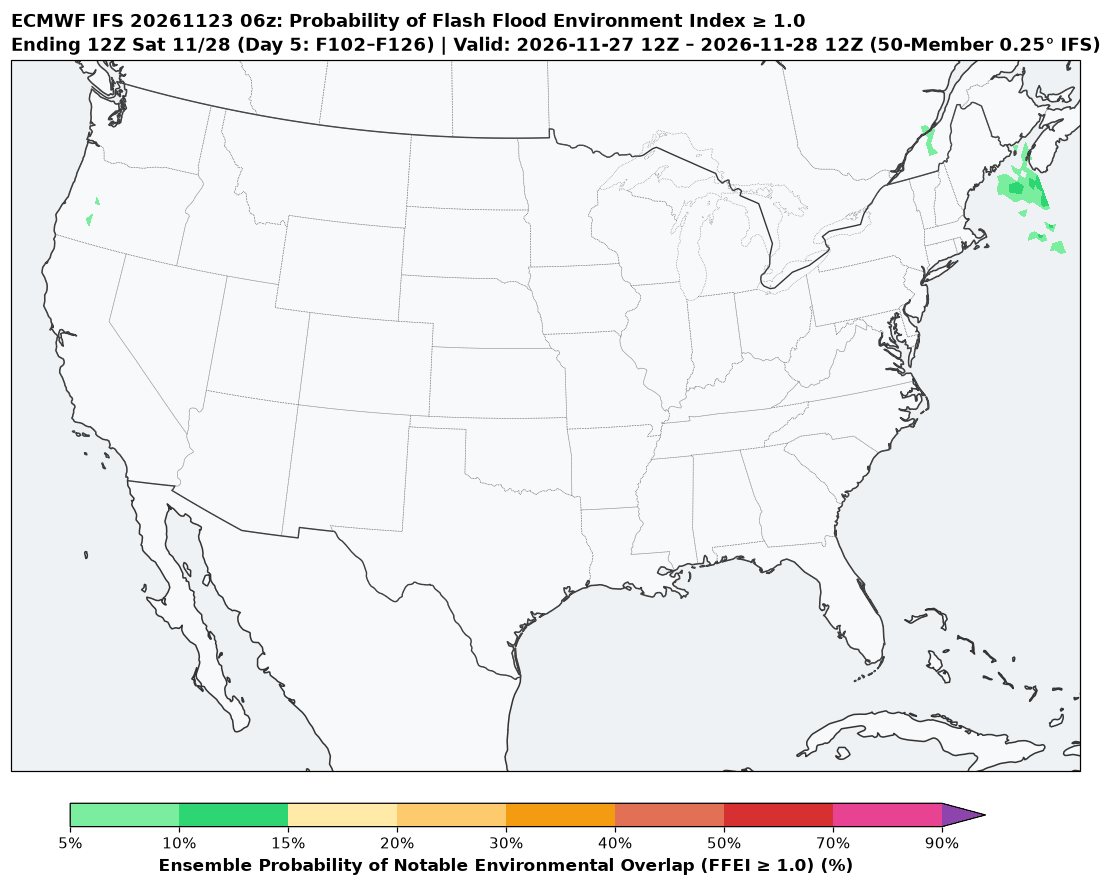 ECMWF IFS 20261123 06z: Probability of Flash Flood Environment Index ≥ 1.0
Ending 12Z Sat 11/28 (Day 5: F102–F126) | Valid: 2026-11-27 12Z – 2026-11-28 12Z (50-Member 0.25° IFS)
5% 10% 15% 20% 30% 40% 50% 70% 90%
Ensemble Probability of Notable Environmental Overlap (FFEI ≥ 1.0) (%)